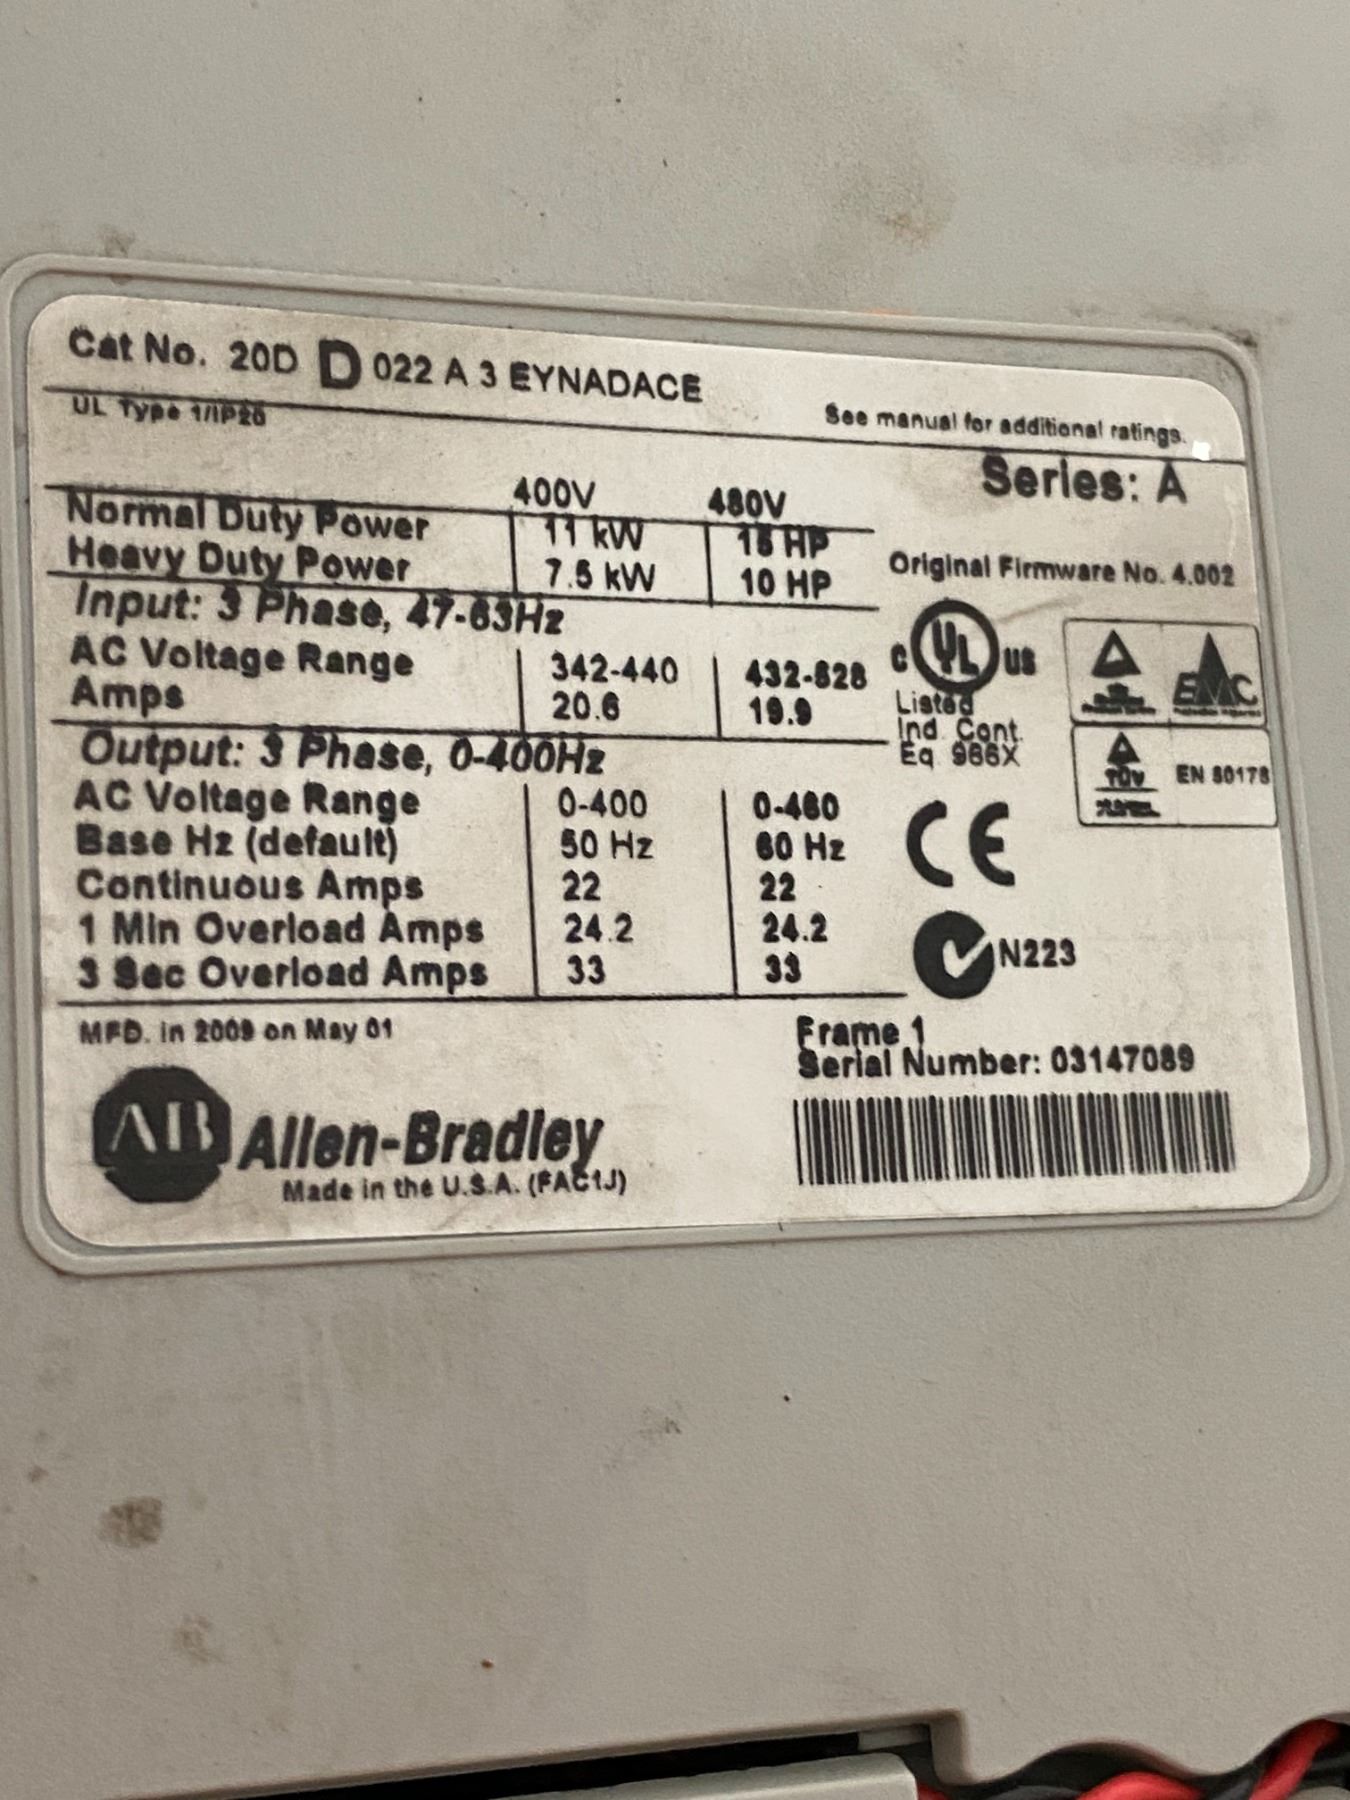 Cat No. 20D D 022 A 3 EYNADACE
UL Type 1/IP20
See manual for additional ratings.
Series: A
400V 480V
Normal Duty Power 11 kW 15 HP
Heavy Duty Power 7.5 kW 10 HP
Original Firmware No. 4.002
Input: 3 Phase, 47-63Hz
AC Voltage Range 342-440 432-528
Amps 20.6 19.9
C UL US
Listed
Ind. Cont.
Eq. 966X
EMC
TÜV
EN 50178
Output: 3 Phase, 0-400Hz
AC Voltage Range 0-400 0-460
Base Hz (default) 50 Hz 60 Hz
Continuous Amps 22 22
1 Min Overload Amps 24.2 24.2
3 Sec Overload Amps 33 33
CE
N223
MFD. in 2009 on May 01
Frame 1
Serial Number: 03147089
AB Allen-Bradley
Made in the U.S.A. (FAC1J)